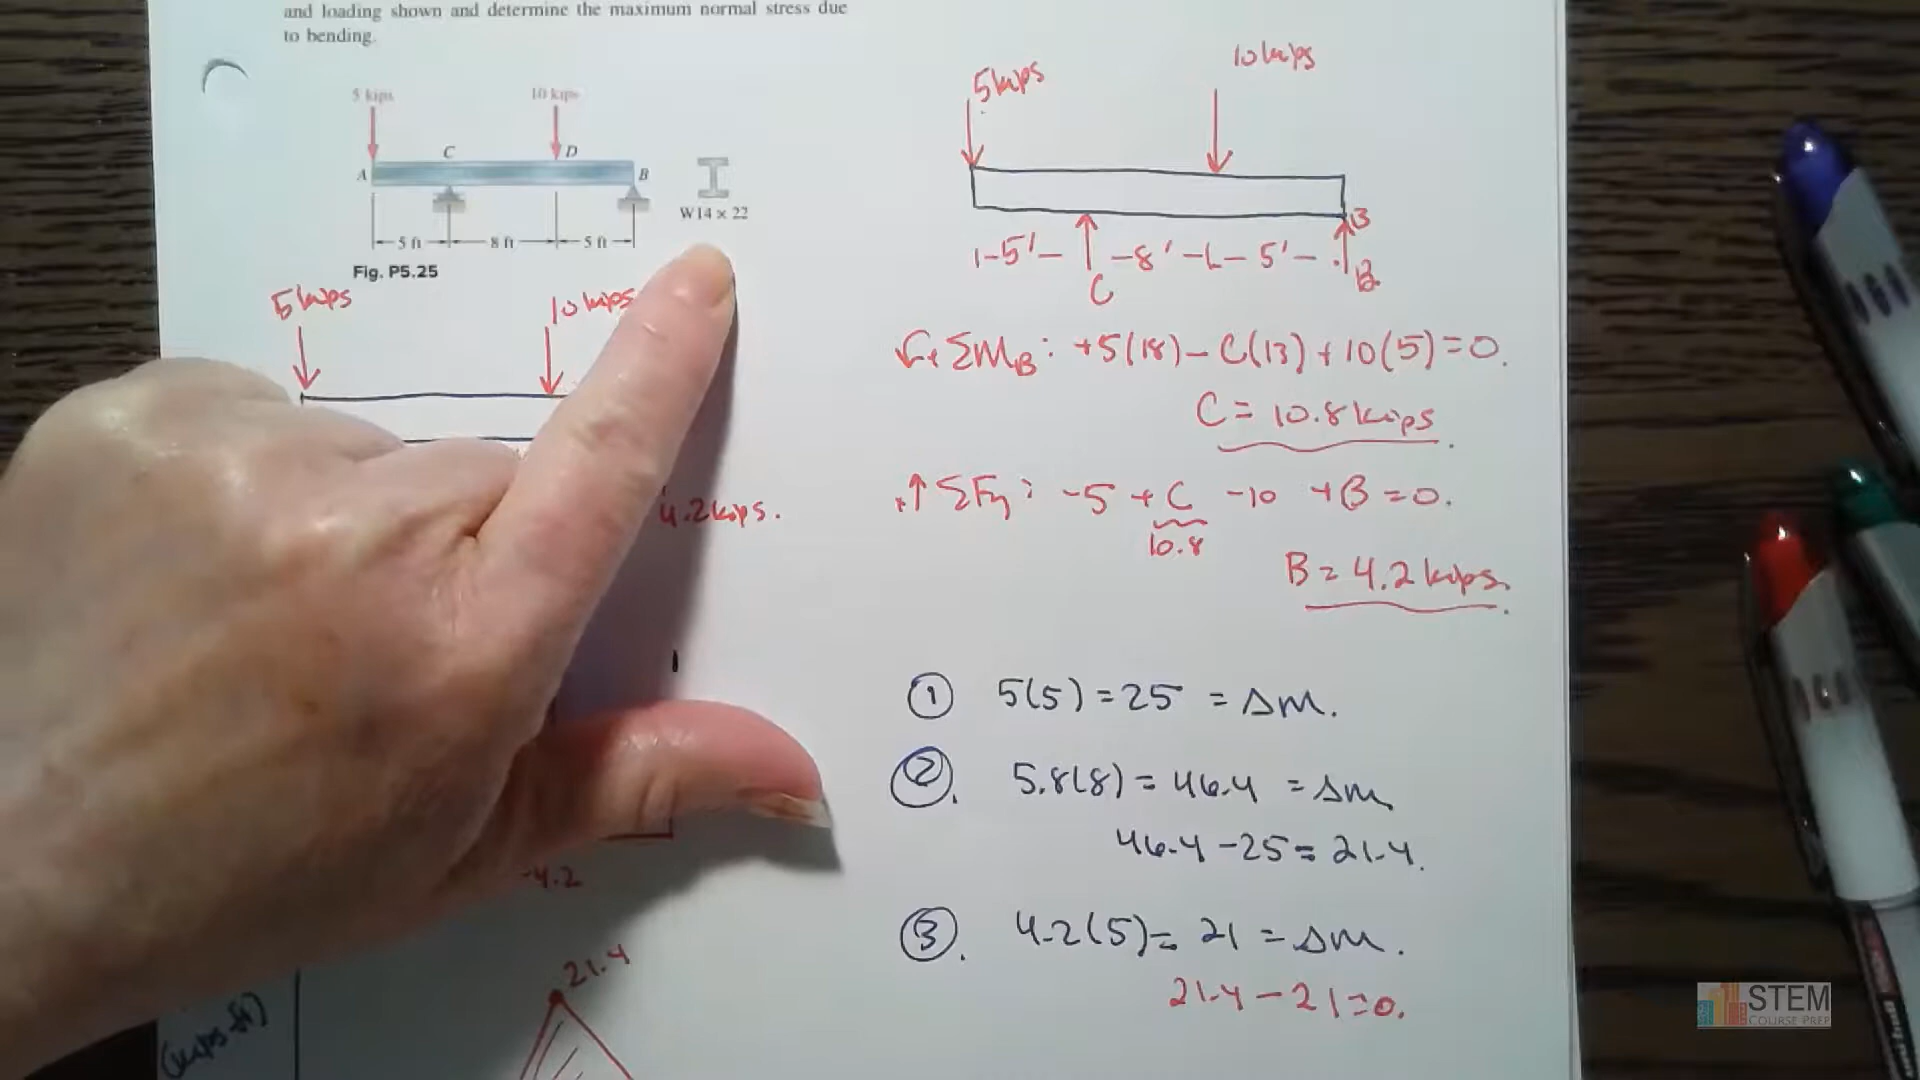 and loading shown and determine the maximum normal stress due
to bending.
5 kips
10 kips
A
C
D
B
W14 × 22
5 ft
8 ft
5 ft
Fig. P5.25
5 kips
10 kips
4.2 kips.
-4.2
21.4
(kips-ft)
5 kips
10 kips
B
5'
8'
5'
C
B
+ ΣMB: +5(18) - C(13) + 10(5) = 0.
C = 10.8 kips.
+↑ ΣFy: -5 + C -10 + B = 0.
10.8
B = 4.2 kips.
① 5(5) = 25 = ΔM.
②. 5.8(8) = 46.4 = ΔM.
46.4 - 25 = 21.4.
③. 4.2(5) = 21 = ΔM.
21.4 - 21 = 0.
STEM
COURSE PREP